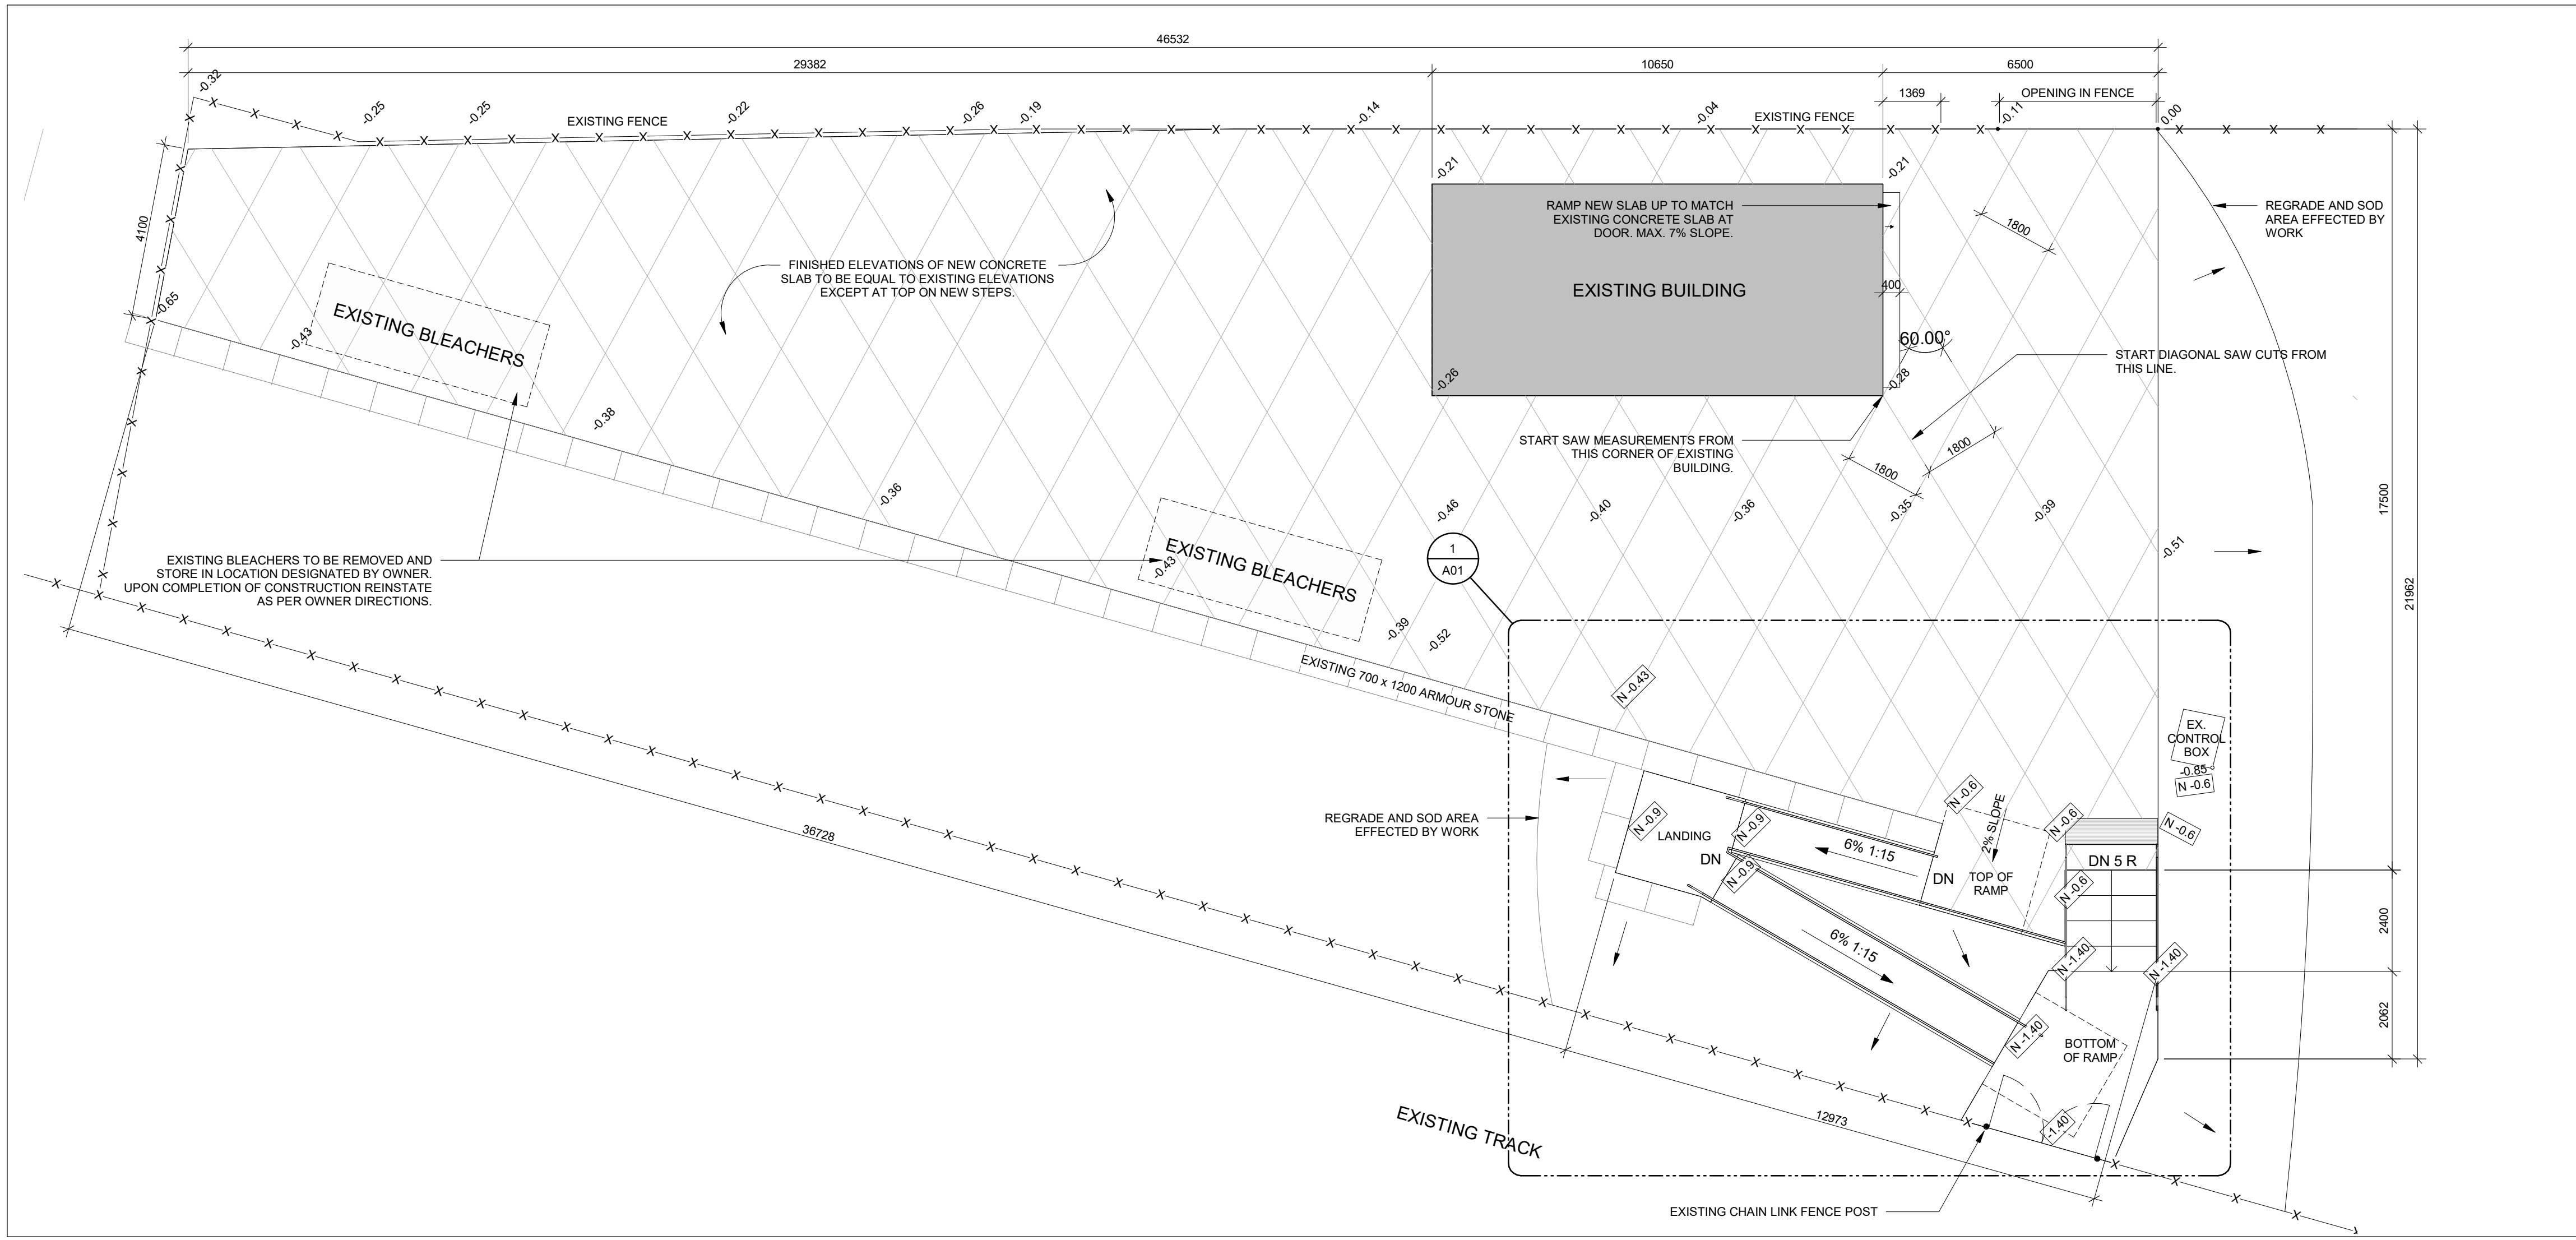 46532
29382
10650
6500
1369
OPENING IN FENCE
-0.32
-0.25
-0.25
EXISTING FENCE
-0.22
-0.26
-0.19
-0.14
-0.04
EXISTING FENCE
-0.11
0.00
-0.21
-0.21
4100
RAMP NEW SLAB UP TO MATCH
EXISTING CONCRETE SLAB AT
DOOR. MAX. 7% SLOPE.
1800
REGRADE AND SOD
AREA EFFECTED BY
WORK
FINISHED ELEVATIONS OF NEW CONCRETE
SLAB TO BE EQUAL TO EXISTING ELEVATIONS
EXCEPT AT TOP ON NEW STEPS.
EXISTING BUILDING
400
-0.65
-0.43
EXISTING BLEACHERS
60.00°
START DIAGONAL SAW CUTS FROM
THIS LINE.
-0.26
-0.28
-0.38
START SAW MEASUREMENTS FROM
THIS CORNER OF EXISTING
BUILDING.
1800
1800
-0.36
-0.46
-0.40
-0.36
-0.35
-0.39
17500
-0.51
EXISTING BLEACHERS TO BE REMOVED AND
STORE IN LOCATION DESIGNATED BY OWNER.
UPON COMPLETION OF CONSTRUCTION REINSTATE
AS PER OWNER DIRECTIONS.
-0.43
EXISTING BLEACHERS
1
A01
21962
-0.39
-0.52
EXISTING 700 x 1200 ARMOUR STONE
N -0.43
EX.
CONTROL
BOX
-0.85
N -0.6
REGRADE AND SOD AREA
EFFECTED BY WORK
N -0.9
LANDING
N -0.9
DN
N -0.9
6% 1:15
DN
N -0.6
2% SLOPE
TOP OF
RAMP
N -0.6
N -0.6
DN 5 R
N -0.6
36728
2400
6% 1:15
N -1.40
N -1.40
2062
N -1.40
BOTTOM
OF RAMP
-1.40
12973
EXISTING TRACK
EXISTING CHAIN LINK FENCE POST